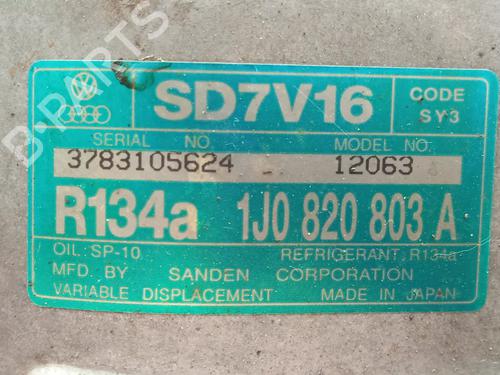 SD7V16
CODE
SV3
SERIAL NO.
MODEL NO.
3783105624
12063
R134a
1J0 820 803 A
OIL: SP-10
REFRIGERANT: R134a
MFD. BY SANDEN CORPORATION
VARIABLE DISPLACEMENT
MADE IN JAPAN
B-PARTS